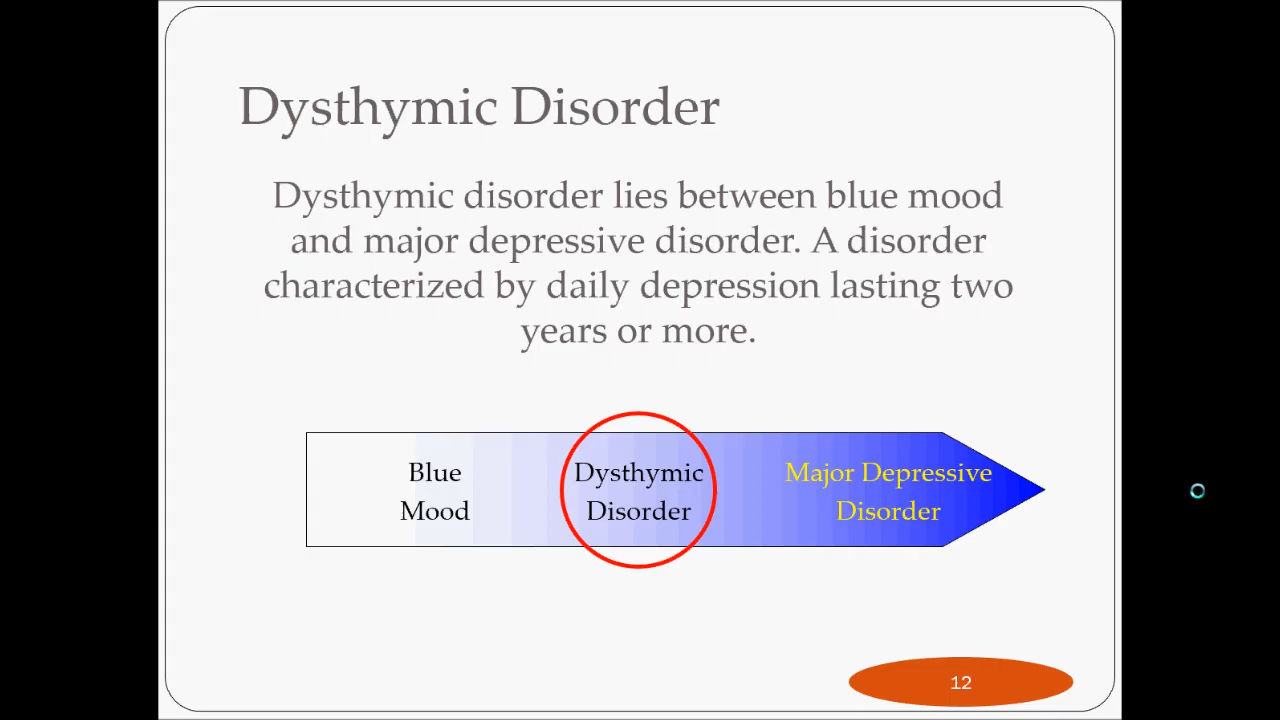 Dysthymic Disorder
Dysthymic disorder lies between blue mood
and major depressive disorder. A disorder
characterized by daily depression lasting two
years or more.
Blue
Mood
Dysthymic
Disorder
Major Depressive
Disorder
12